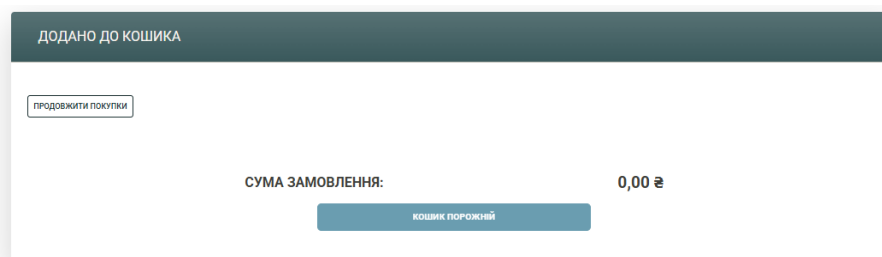 ДОДАНО ДО КОШИКА
ПРОДОВЖИТИ ПОКУПКИ
СУМА ЗАМОВЛЕННЯ: 0,00 ₴
КОШИК ПОРОЖНІЙ